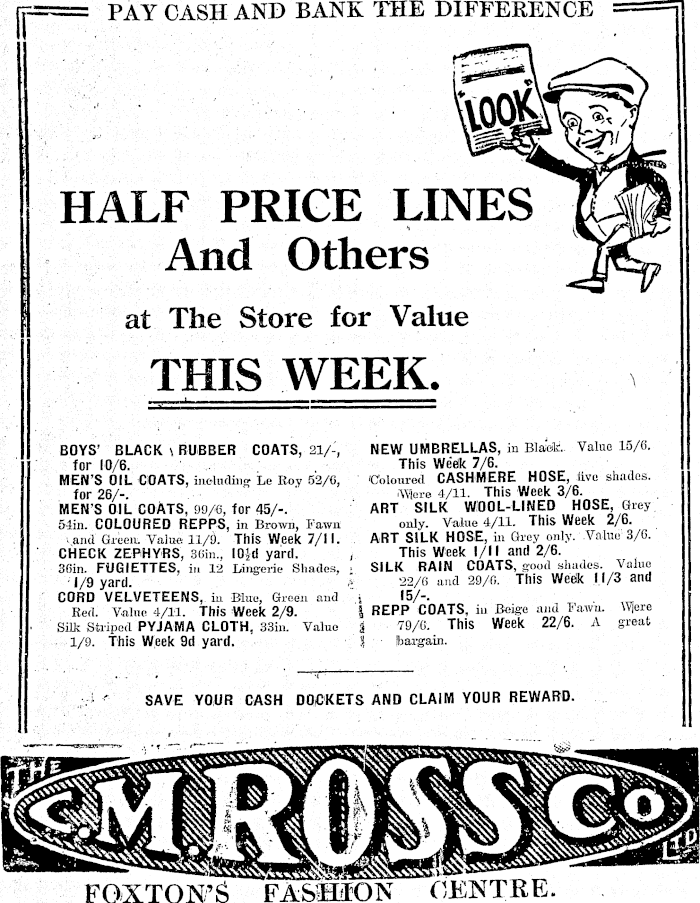 PAY CASH AND BANK THE DIFFERENCE
LOOK
HALF PRICE LINES
And Others
at The Store for Value
THIS WEEK.
BOYS' BLACK RUBBER COATS, 21/-,
for 10/6.
MEN'S OIL COATS, including Le Roy 52/6,
for 26/-.
MEN'S OIL COATS, 99/6, for 45/-.
54in. COLOURED REPPS, in Brown, Fawn
and Green. Value 11/9. This Week 7/11.
CHECK ZEPHYRS, 36in., 10½d yard.
36in. FUGIETTES, in 12 Lingerie Shades,
1/9 yard.
CORD VELVETEENS, in Blue, Green and
Red. Value 4/11. This Week 2/9.
Silk Striped PYJAMA CLOTH, 33in. Value
1/9. This Week 9d yard.
NEW UMBRELLAS, in Black. Value 15/6.
This Week 7/6.
Coloured CASHMERE HOSE, five shades.
Were 4/11. This Week 3/6.
ART SILK WOOL-LINED HOSE, Grey
only. Value 4/11. This Week 2/6.
ART SILK HOSE, in Grey only. Value 3/6.
This Week 1/11 and 2/6.
SILK RAIN COATS, good shades. Value
22/6 and 29/6. This Week 11/3 and
15/-.
REPP COATS, in Beige and Fawn. Were
79/6. This Week 22/6. A great
bargain.
SAVE YOUR CASH DOCKETS AND CLAIM YOUR REWARD.
THE
C.M. ROSS Co
LTD
FOXTON'S FASHION CENTRE.